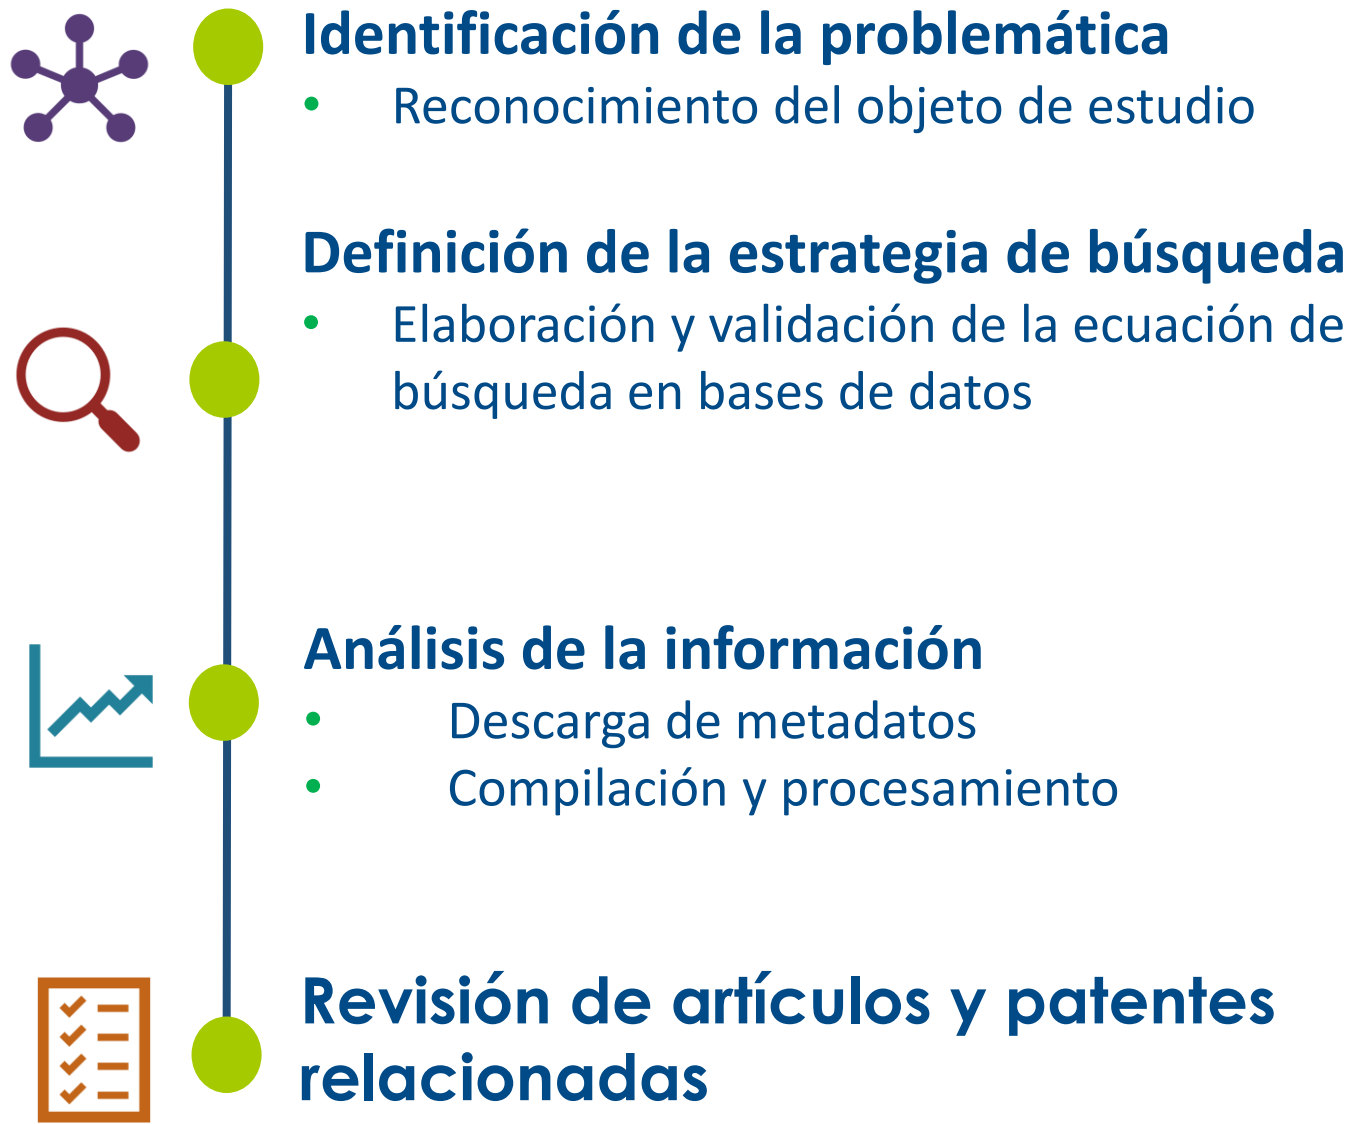 Identificación de la problemática
• Reconocimiento del objeto de estudio
Definición de la estrategia de búsqueda
• Elaboración y validación de la ecuación de
búsqueda en bases de datos
Análisis de la información
• Descarga de metadatos
• Compilación y procesamiento
Revisión de artículos y patentes
relacionadas